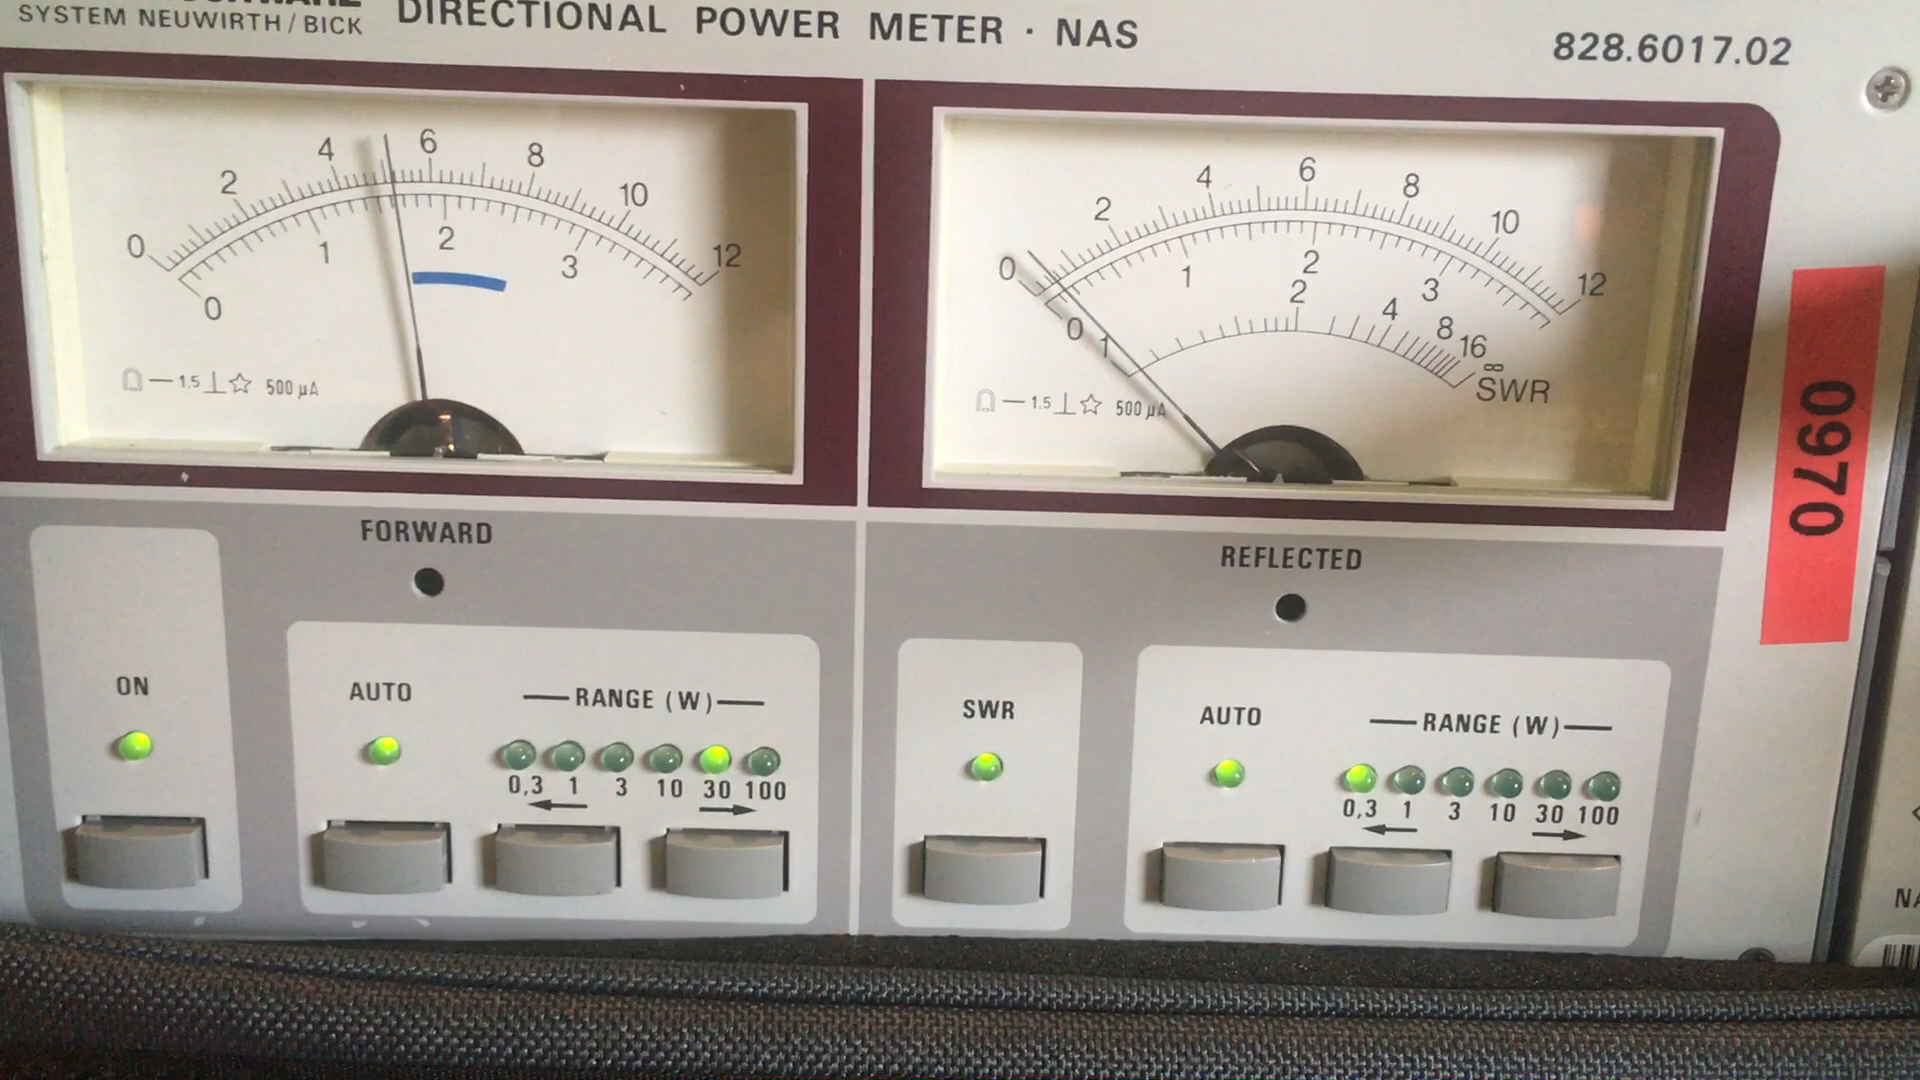 SYSTEM NEUWIRTH/BICK
DIRECTIONAL POWER METER · NAS
828.6017.02
0 2 4 6 8 10 12
0 1 2 3
1.5 500 µA
0 2 4 6 8 10 12
0 1 2 3
1 2 4 8 16 ∞
SWR
1.5 500 µA
0970
FORWARD
REFLECTED
ON
AUTO
RANGE (W)
0,3 1 3 10 30 100
SWR
AUTO
RANGE (W)
0,3 1 3 10 30 100